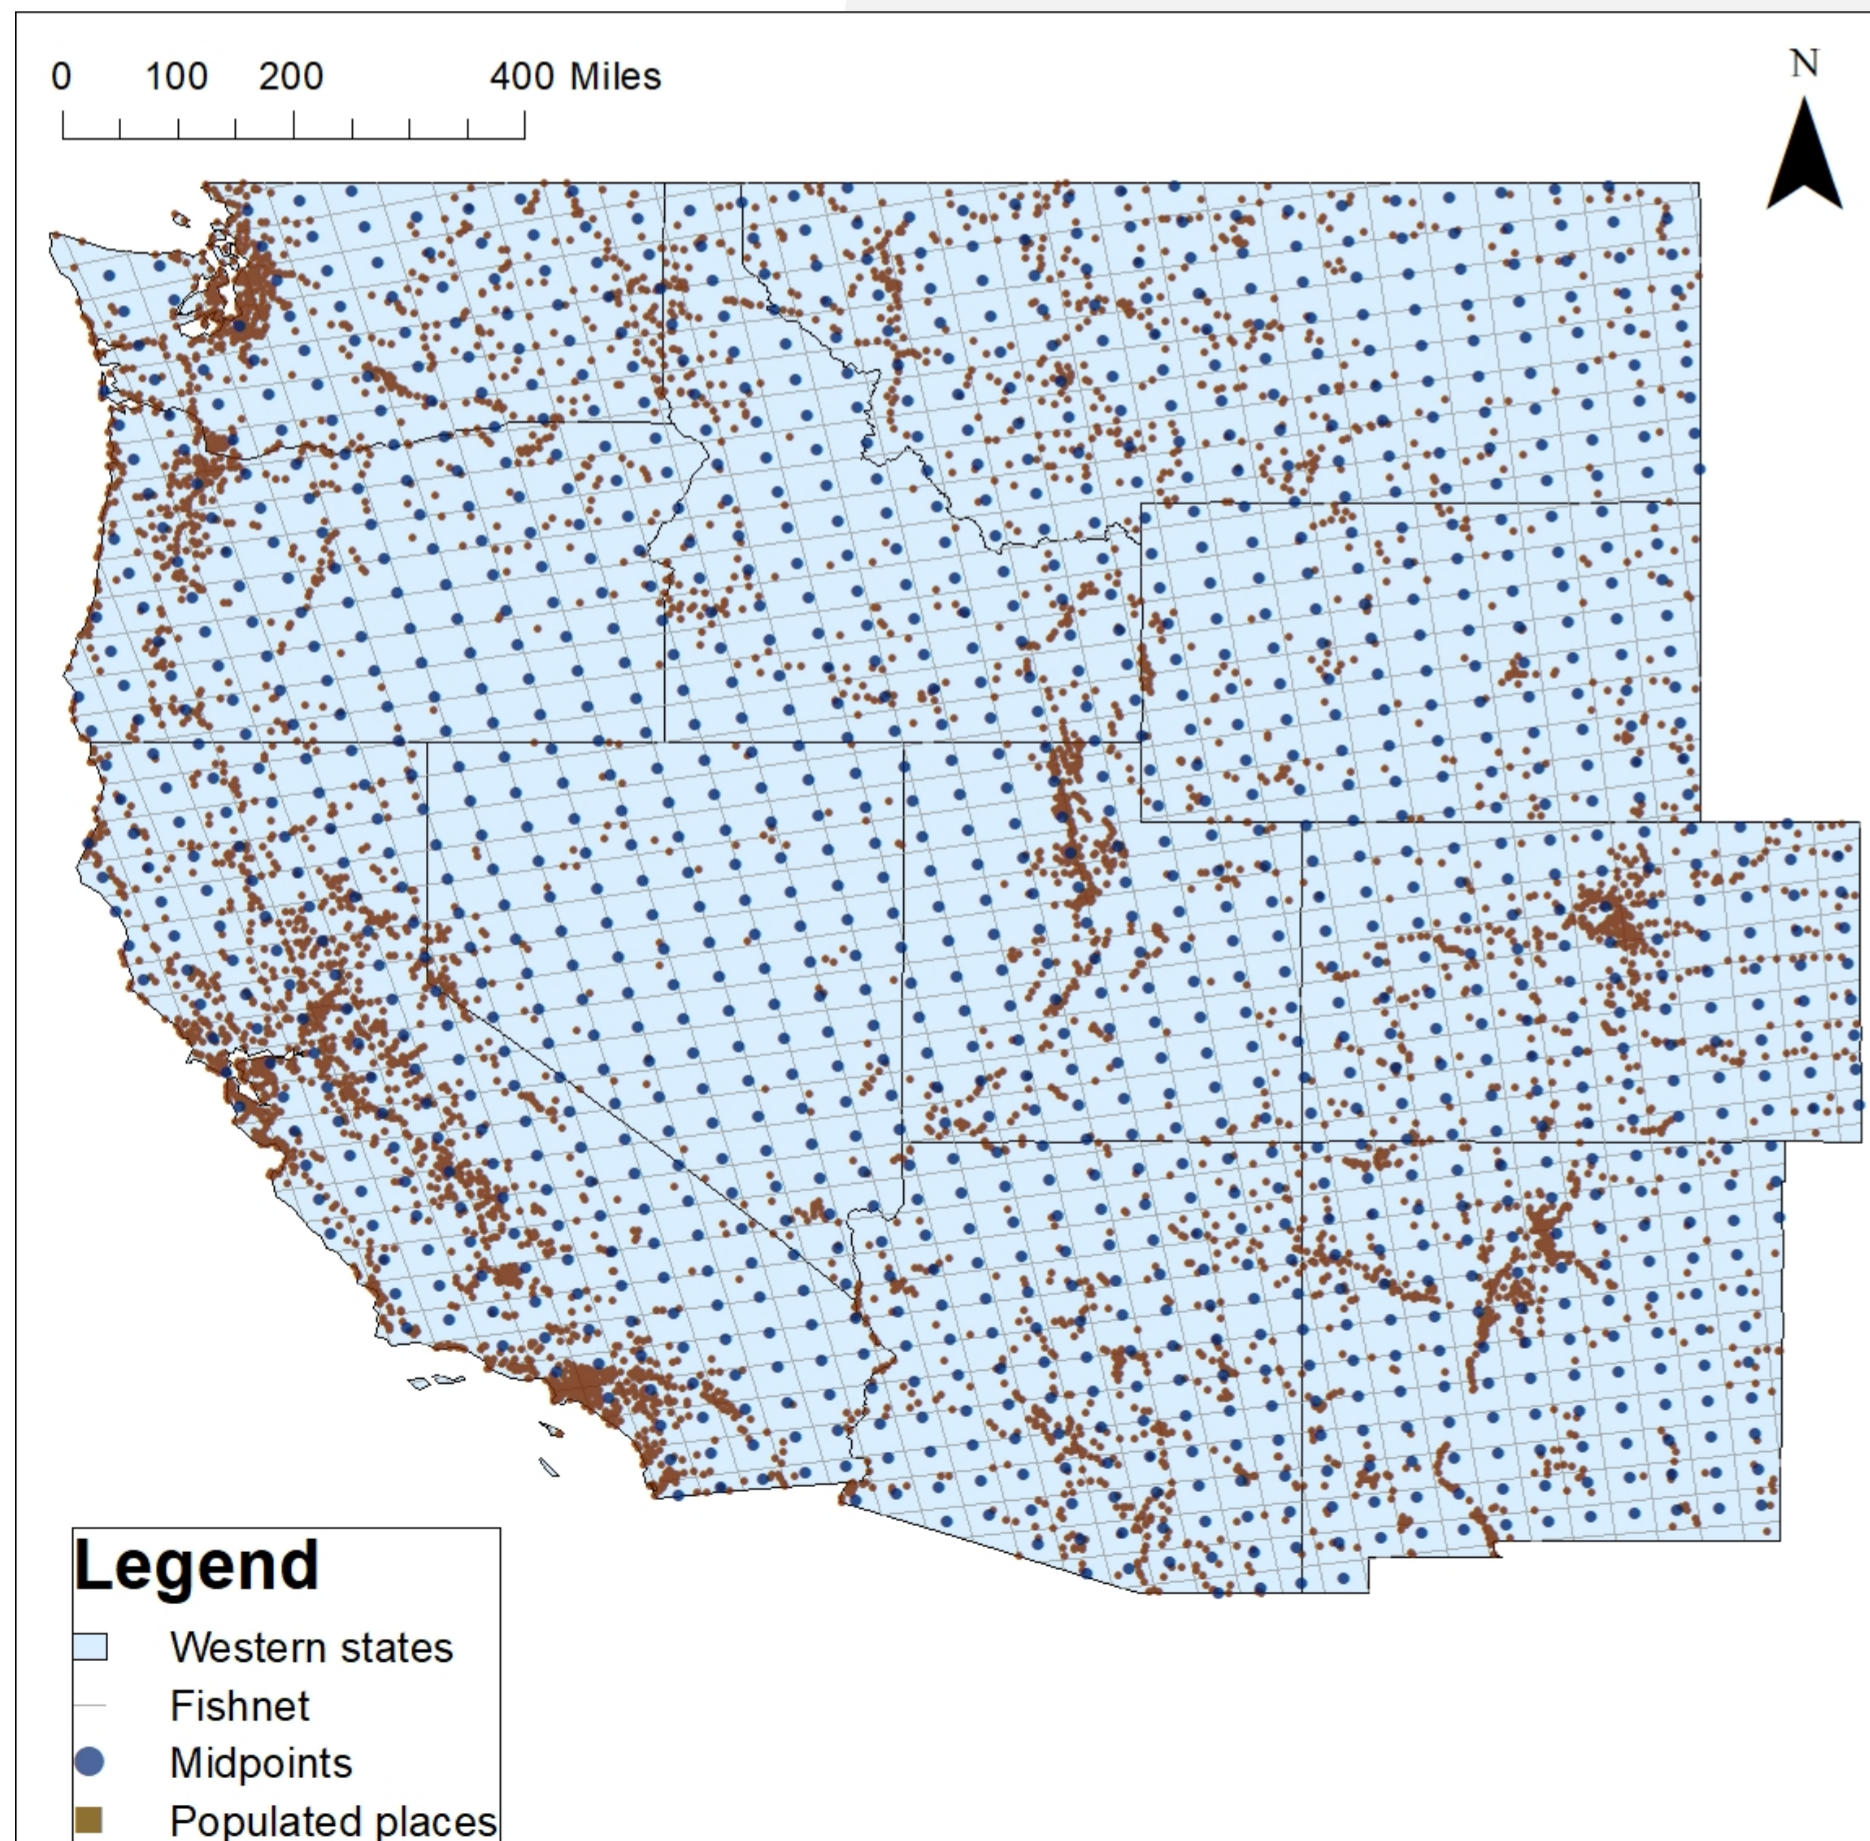 0 100 200 400 Miles
N
Legend
Western states
Fishnet
Midpoints
Populated places